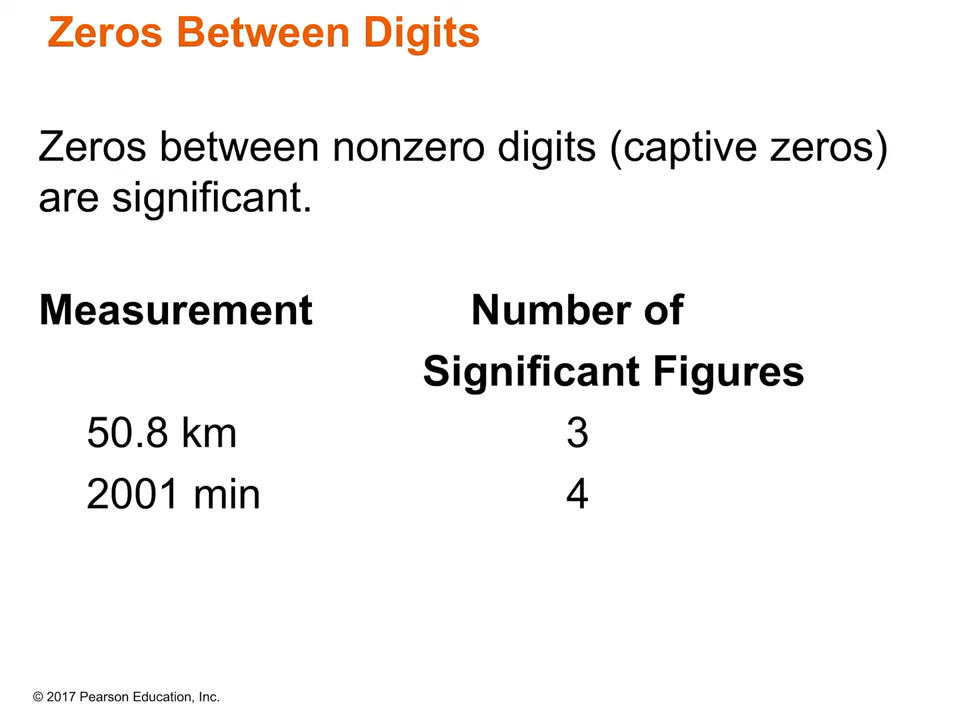 Zeros Between Digits
Zeros between nonzero digits (captive zeros)
are significant.
Measurement Number of
Significant Figures
50.8 km 3
2001 min 4
© 2017 Pearson Education, Inc.